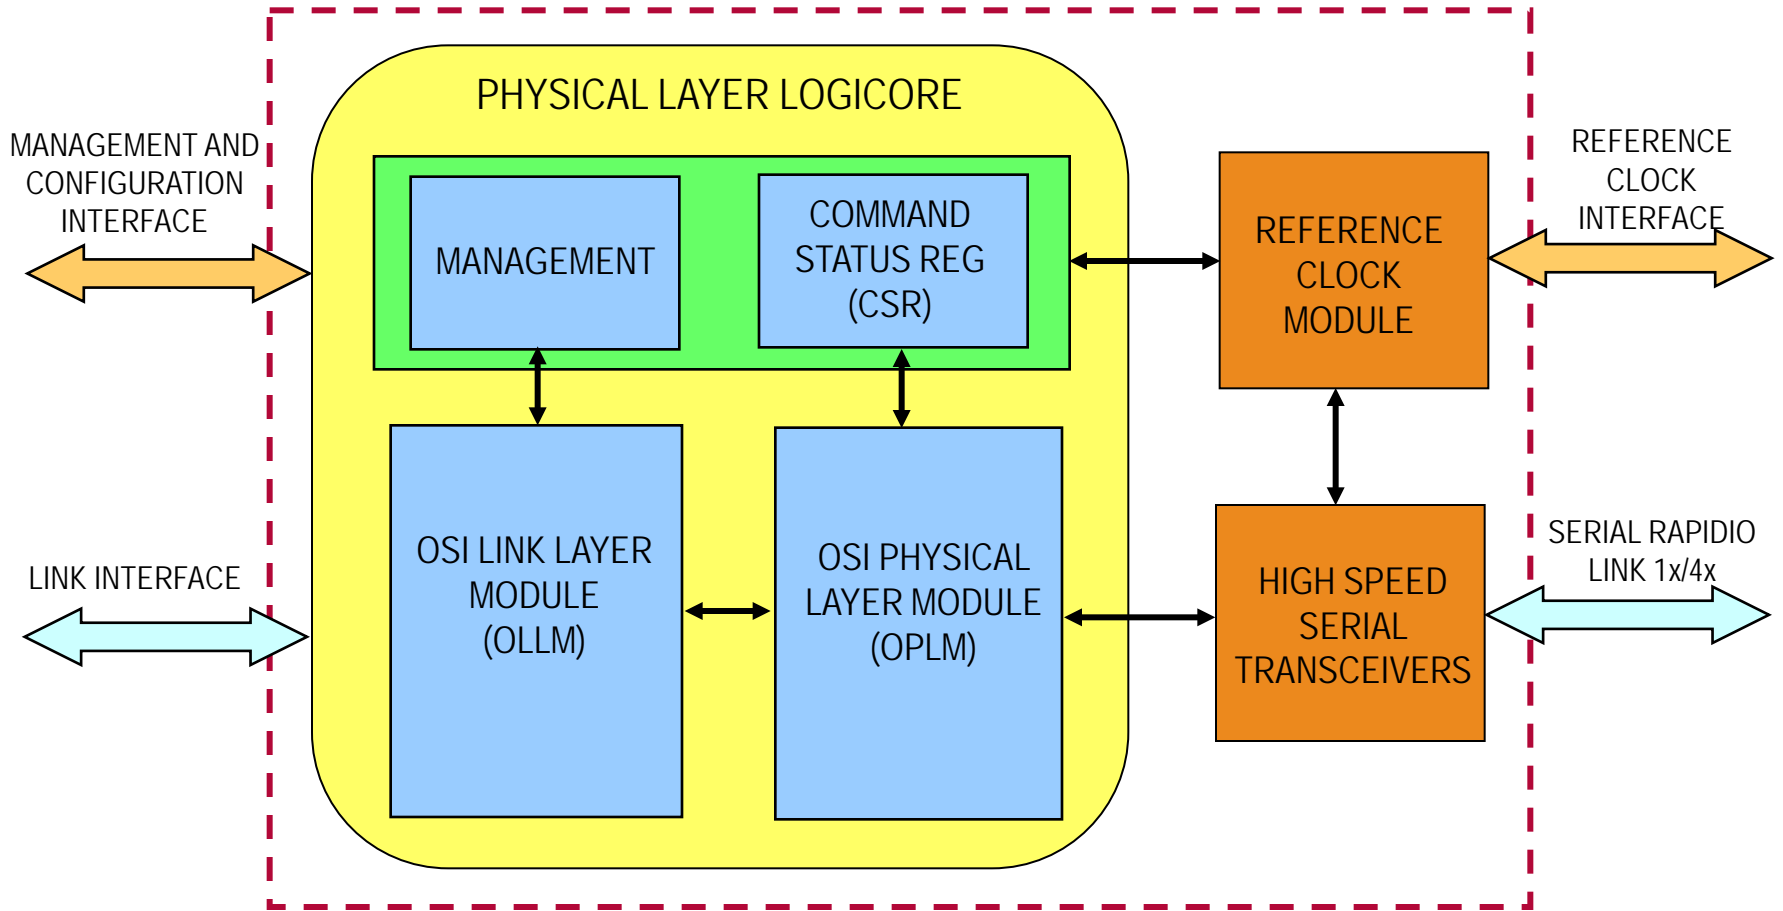 PHYSICAL LAYER LOGICORE
MANAGEMENT AND
CONFIGURATION
INTERFACE
MANAGEMENT
COMMAND
STATUS REG
(CSR)
REFERENCE
CLOCK
MODULE
REFERENCE
CLOCK
INTERFACE
LINK INTERFACE
OSI LINK LAYER
MODULE
(OLLM)
OSI PHYSICAL
LAYER MODULE
(OPLM)
HIGH SPEED
SERIAL
TRANSCEIVERS
SERIAL RAPIDIO
LINK 1x/4x